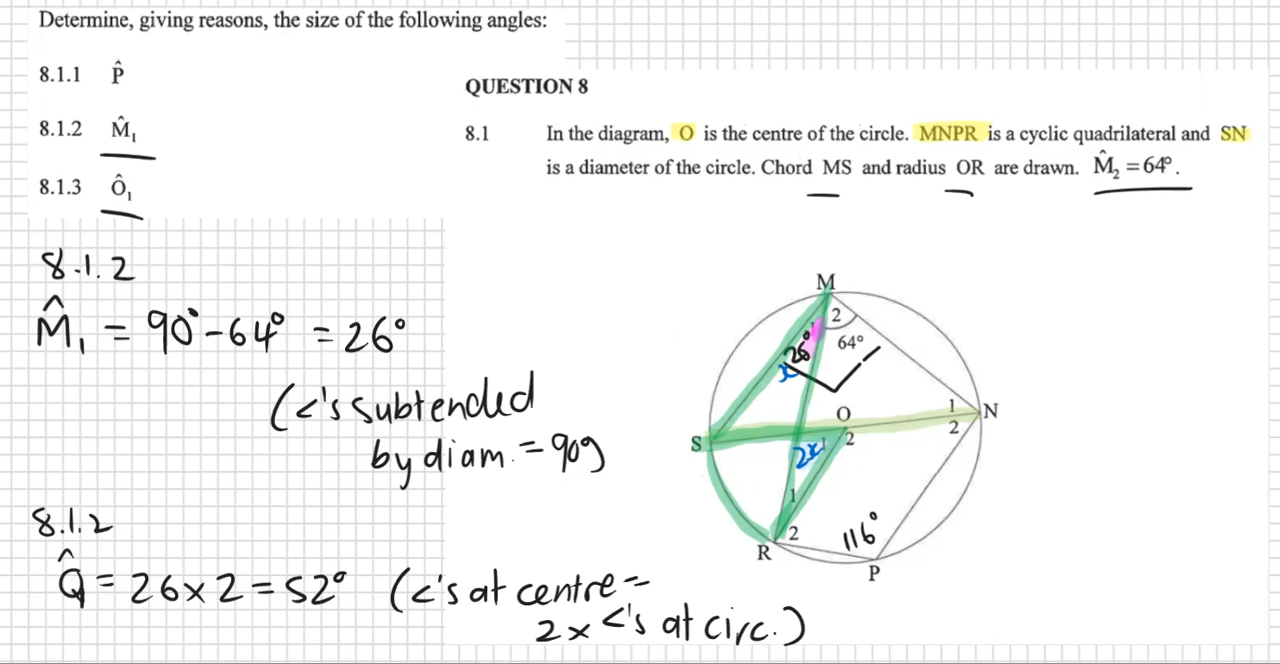 Determine, giving reasons, the size of the following angles:
8.1.1 P̂
8.1.2 M̂₁
8.1.3 Ô₁
QUESTION 8
8.1 In the diagram, O is the centre of the circle. MNPR is a cyclic quadrilateral and SN
is a diameter of the circle. Chord MS and radius OR are drawn. M̂₂ = 64°.
8.1.2
M̂₁ = 90° - 64° = 26°
(<'s subtended
by diam. = 90°)
8.1.2
Q̂ = 26 x 2 = 52° (<'s at centre =
2 x <'s at circ.)
M
1 2
26° 64°
x
O
1 N
2
S
2x 1 2
1
2 116°
R
P